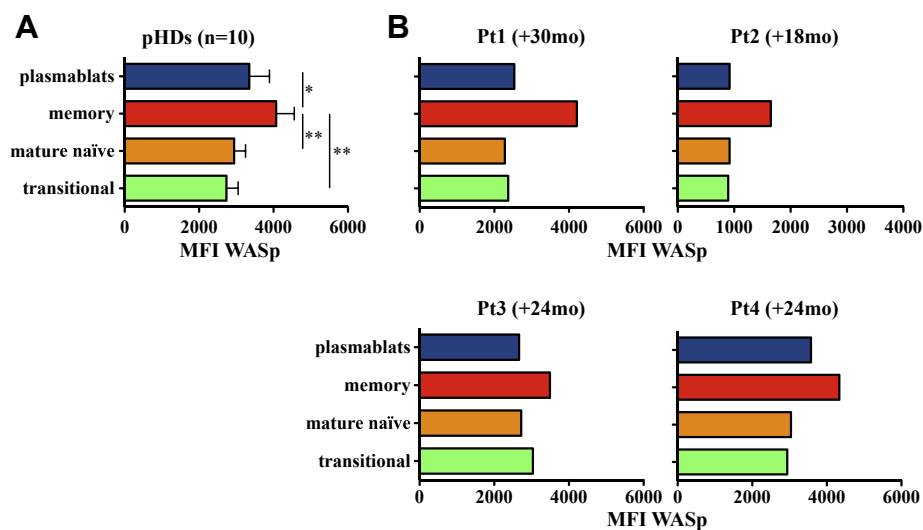 A
B
pHDs (n=10)
Pt1 (+30mo)
Pt2 (+18mo)
plasmablats
memory
mature naïve
transitional
*
**
**
0 2000 4000 6000
MFI WASp
0 2000 4000 6000
0 1000 2000 3000 4000
MFI WASp
Pt3 (+24mo)
Pt4 (+24mo)
plasmablats
memory
mature naïve
transitional
0 2000 4000 6000
0 2000 4000 6000
MFI WASp